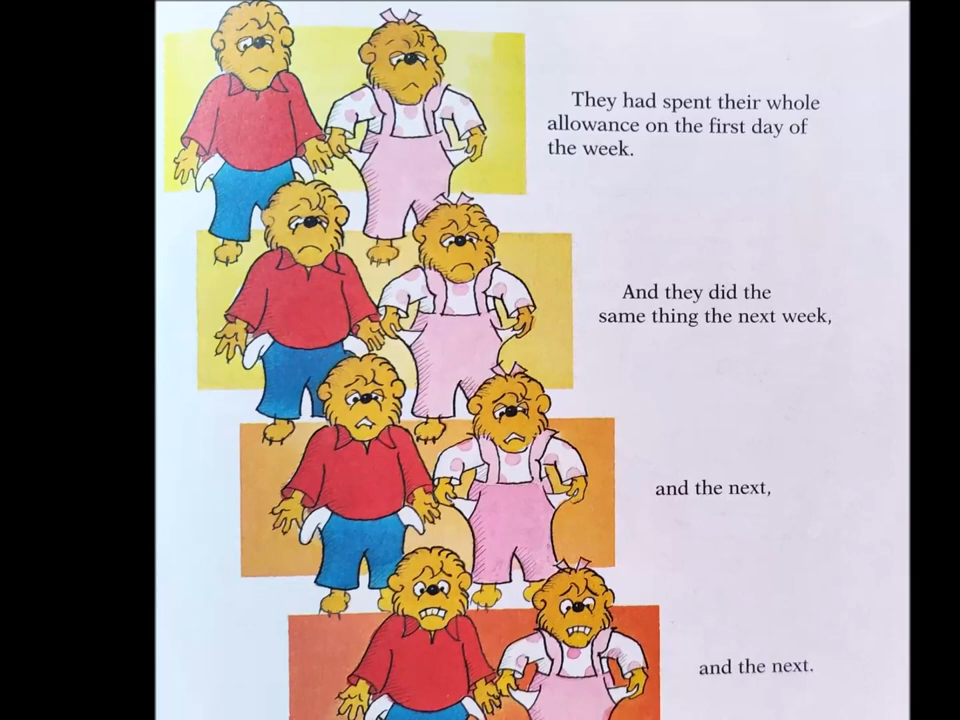 They had spent their whole
allowance on the first day of
the week.
And they did the
same thing the next week,
and the next,
and the next.